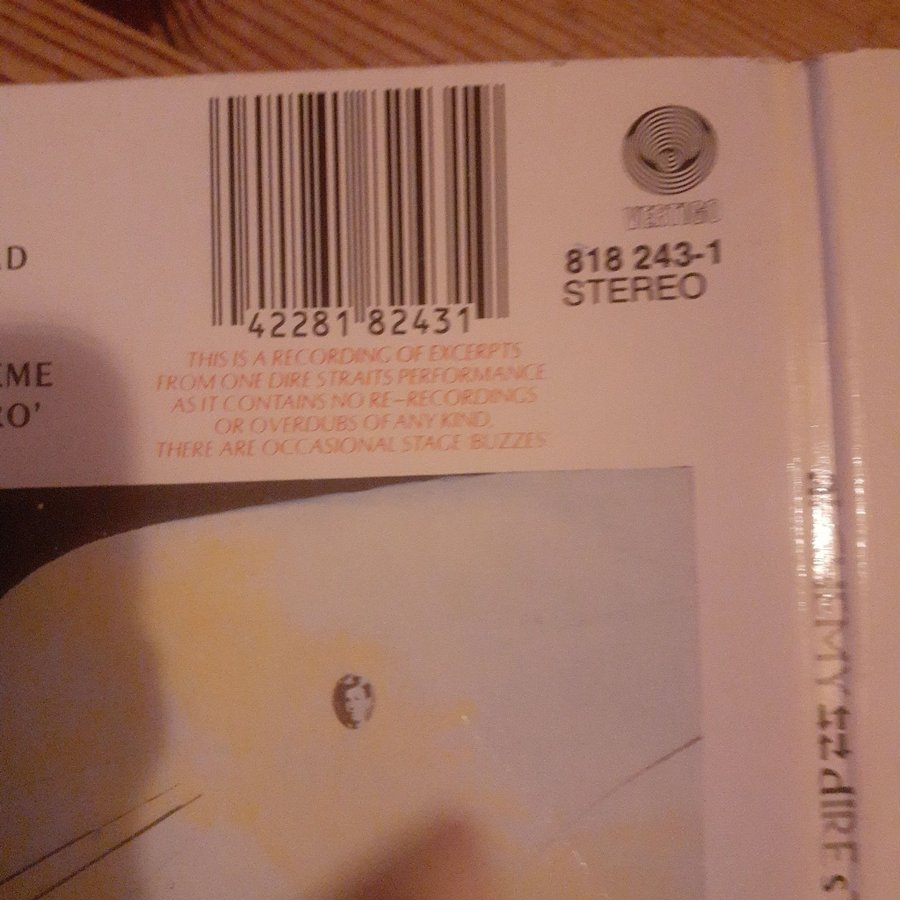 42281 82431
VERTIGO
818 243-1
STEREO
THIS IS A RECORDING OF EXCERPTS
FROM ONE DIRE STRAITS PERFORMANCE
AS IT CONTAINS NO RE-RECORDINGS
OR OVERDUBS OF ANY KIND.
THERE ARE OCCASIONAL STAGE 'BUZZES'
.D
EME
RO'
DIRE S